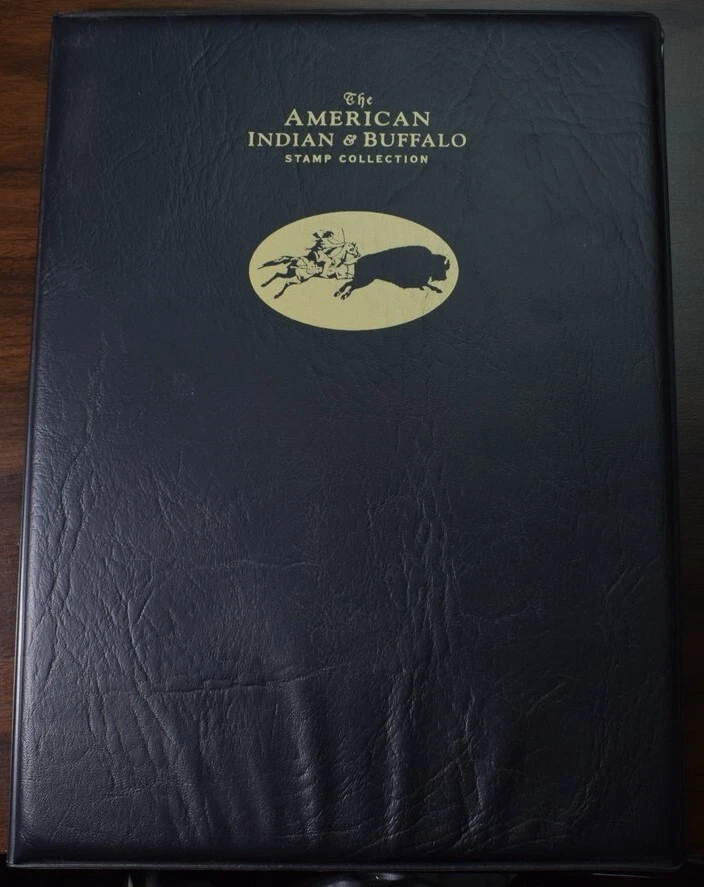 The
AMERICAN
INDIAN & BUFFALO
STAMP COLLECTION